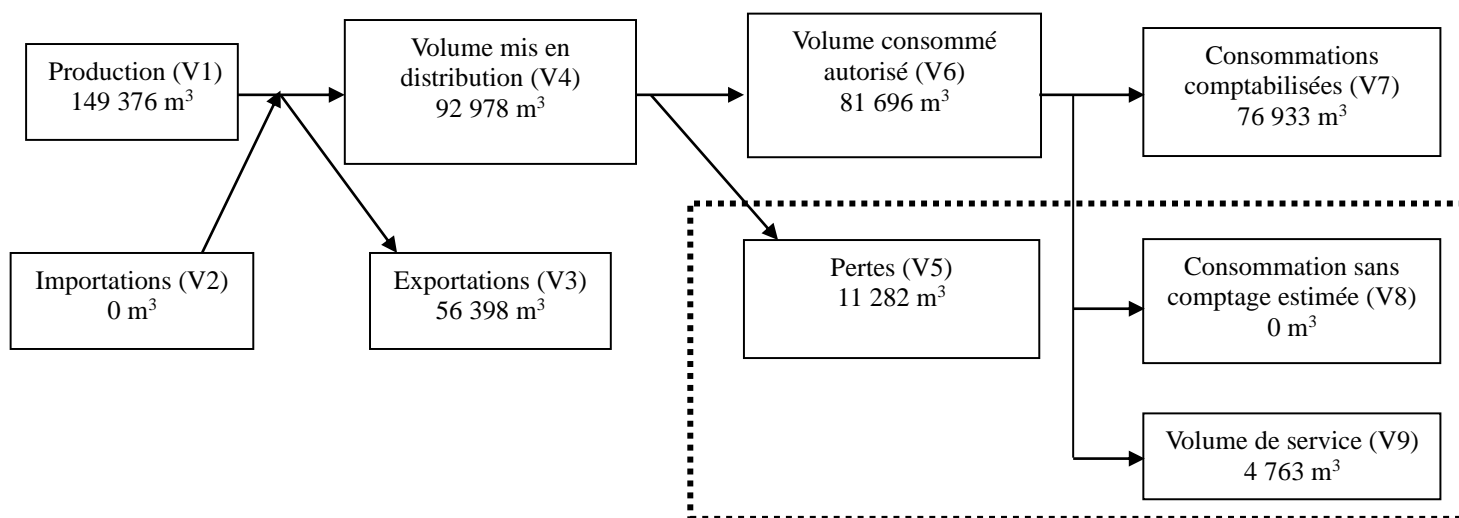 Production (V1)
149 376 m³
Volume mis en
distribution (V4)
92 978 m³
Volume consommé
autorisé (V6)
81 696 m³
Consommations
comptabilisées (V7)
76 933 m³
Importations (V2)
0 m³
Exportations (V3)
56 398 m³
Pertes (V5)
11 282 m³
Consommation sans
comptage estimée (V8)
0 m³
Volume de service (V9)
4 763 m³